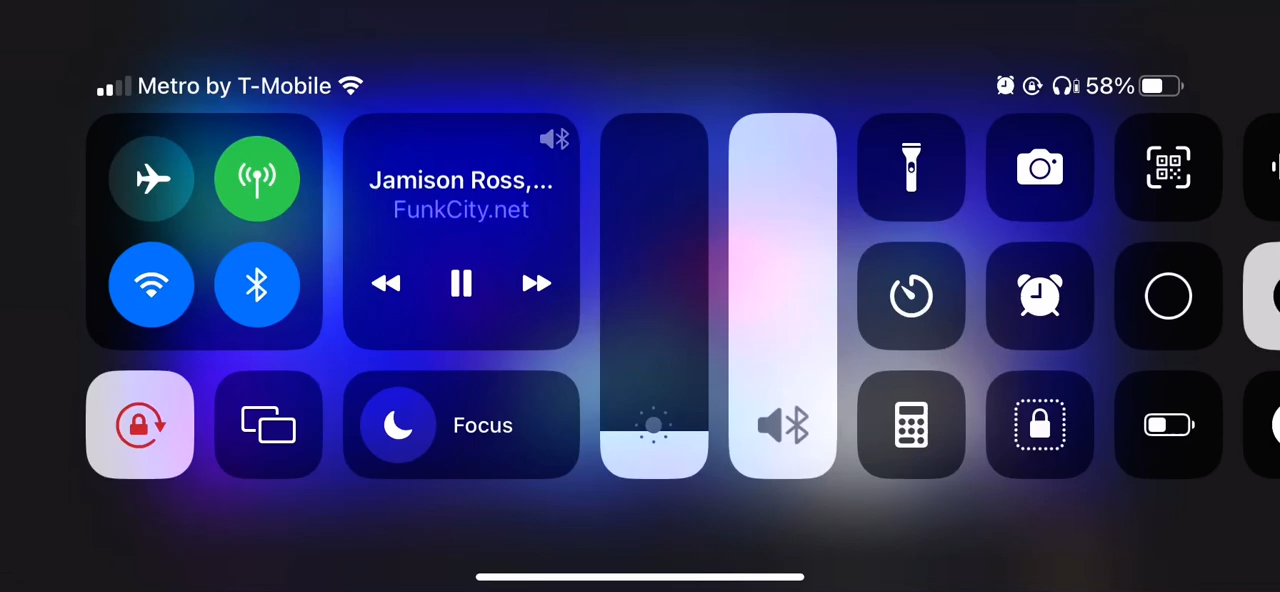 Metro by T-Mobile
58%
Jamison Ross,...
FunkCity.net
Focus